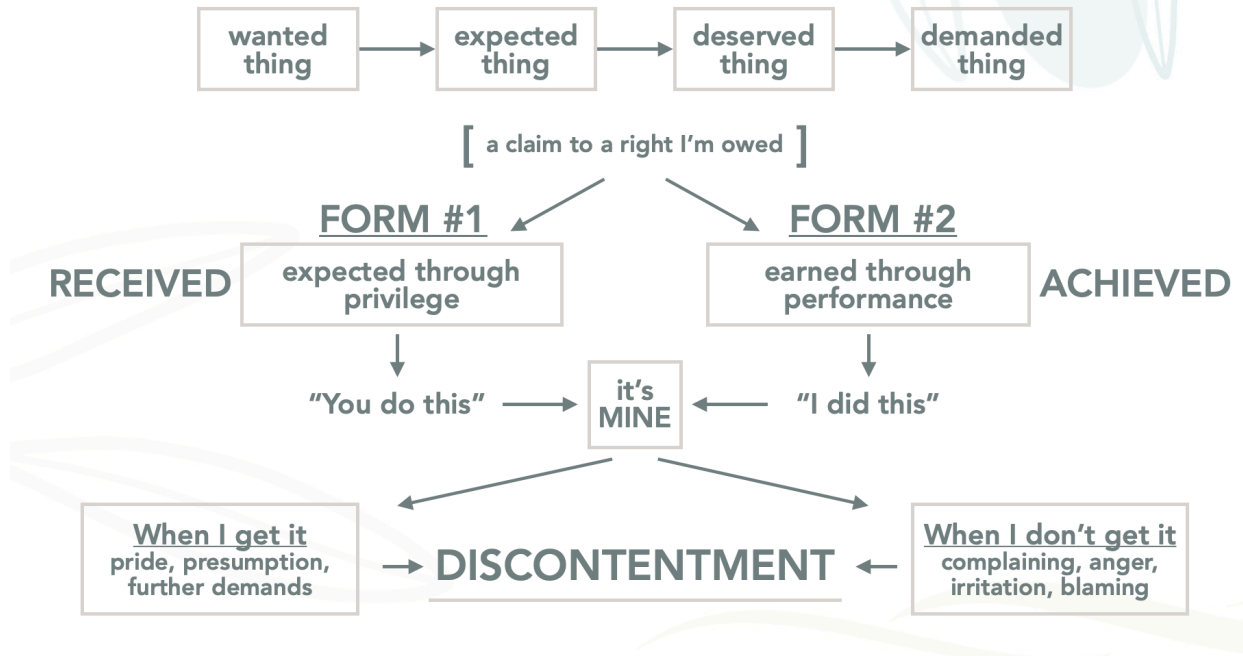 wanted
thing
expected
thing
deserved
thing
demanded
thing
[ a claim to a right I'm owed ]
FORM #1
FORM #2
RECEIVED
expected through
privilege
earned through
performance
ACHIEVED
“You do this”
it's
MINE
“I did this”
When I get it
pride, presumption,
further demands
DISCONTENTMENT
When I don't get it
complaining, anger,
irritation, blaming